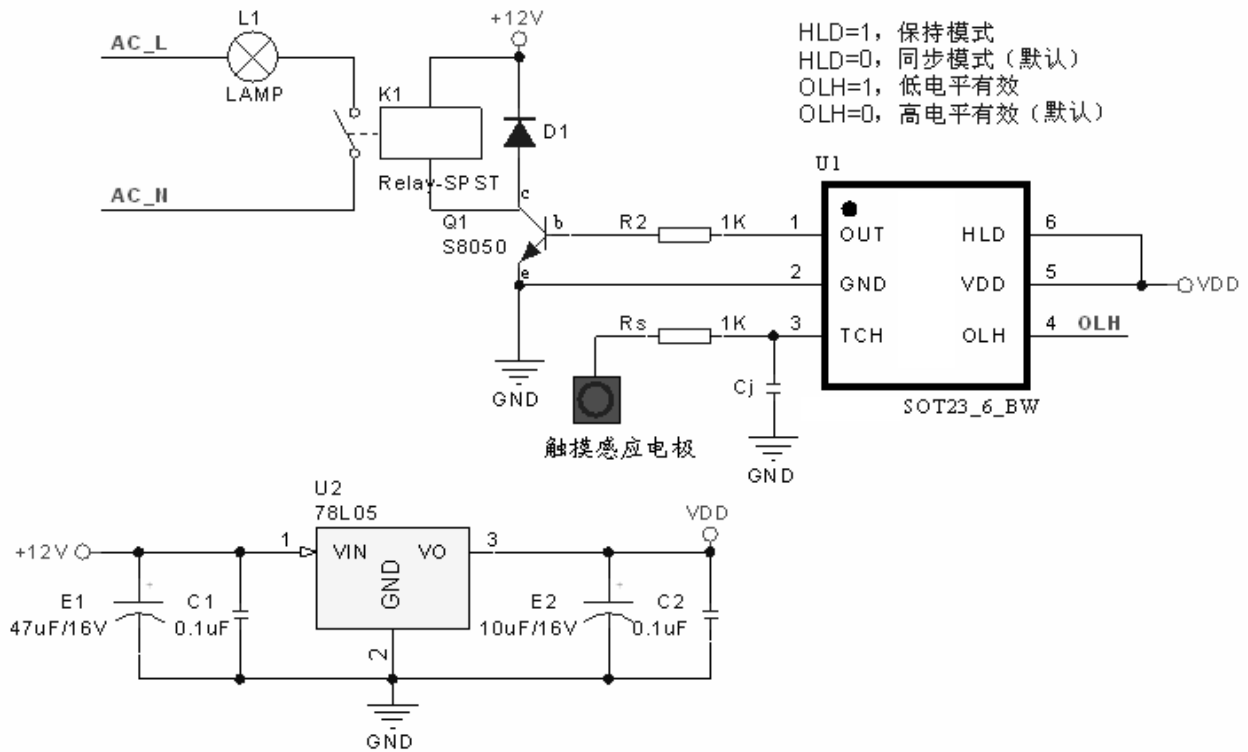 L1
AC_L
LAMP
+12V
HLD=1，保持模式
HLD=0，同步模式（默认）
OLH=1，低电平有效
OLH=0，高电平有效（默认）
K1
D1
Relay-SPST
AC_N
c
Q1
S8050
b
e
R2
1K
U1
1
OUT
HLD
6
2
GND
VDD
5
VDD
Rs
1K
3
TCH
OLH
4
OLH
GND
Cj
SOT23_6_BW
触摸感应电极
GND
U2
78L05
VDD
+12V
1
VIN
VO
3
GND
E1
47uF/16V
+
C1
0.1uF
2
E2
10uF/16V
+
C2
0.1uF
GND